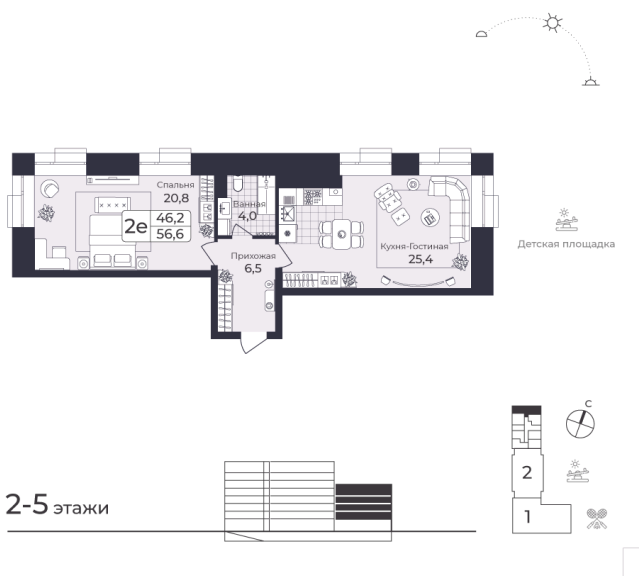 Спальня
20,8
2е
46,2
56,6
Ванная
4,0
Прихожая
6,5
Кухня-Гостиная
25,4
Детская площадка
С
2
1
2-5 этажи